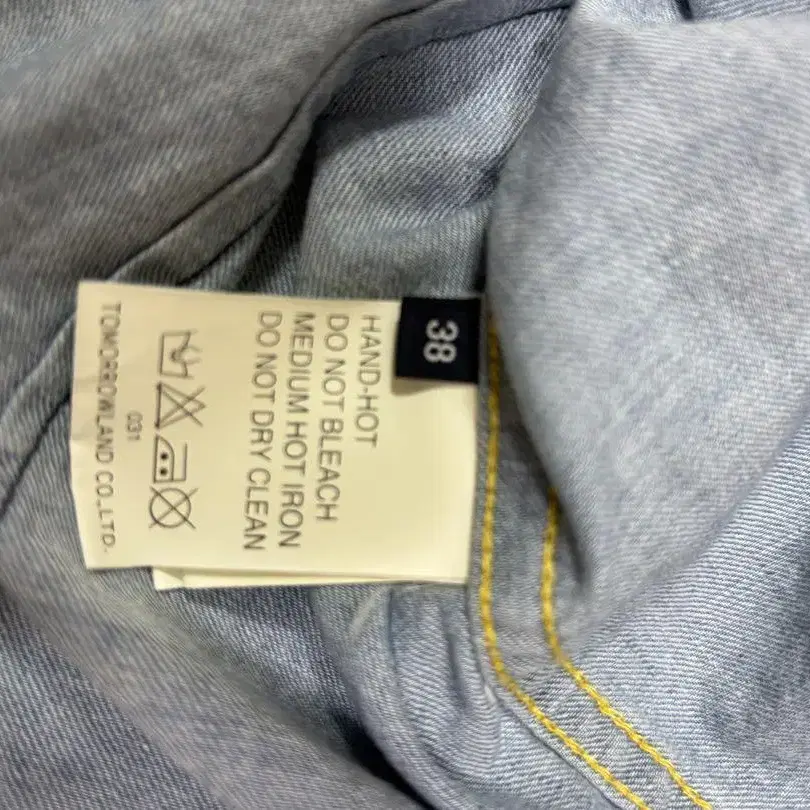 38
HAND-HOT
DO NOT BLEACH
MEDIUM HOT IRON
DO NOT DRY CLEAN
031
TOMORROWLAND CO.,LTD.